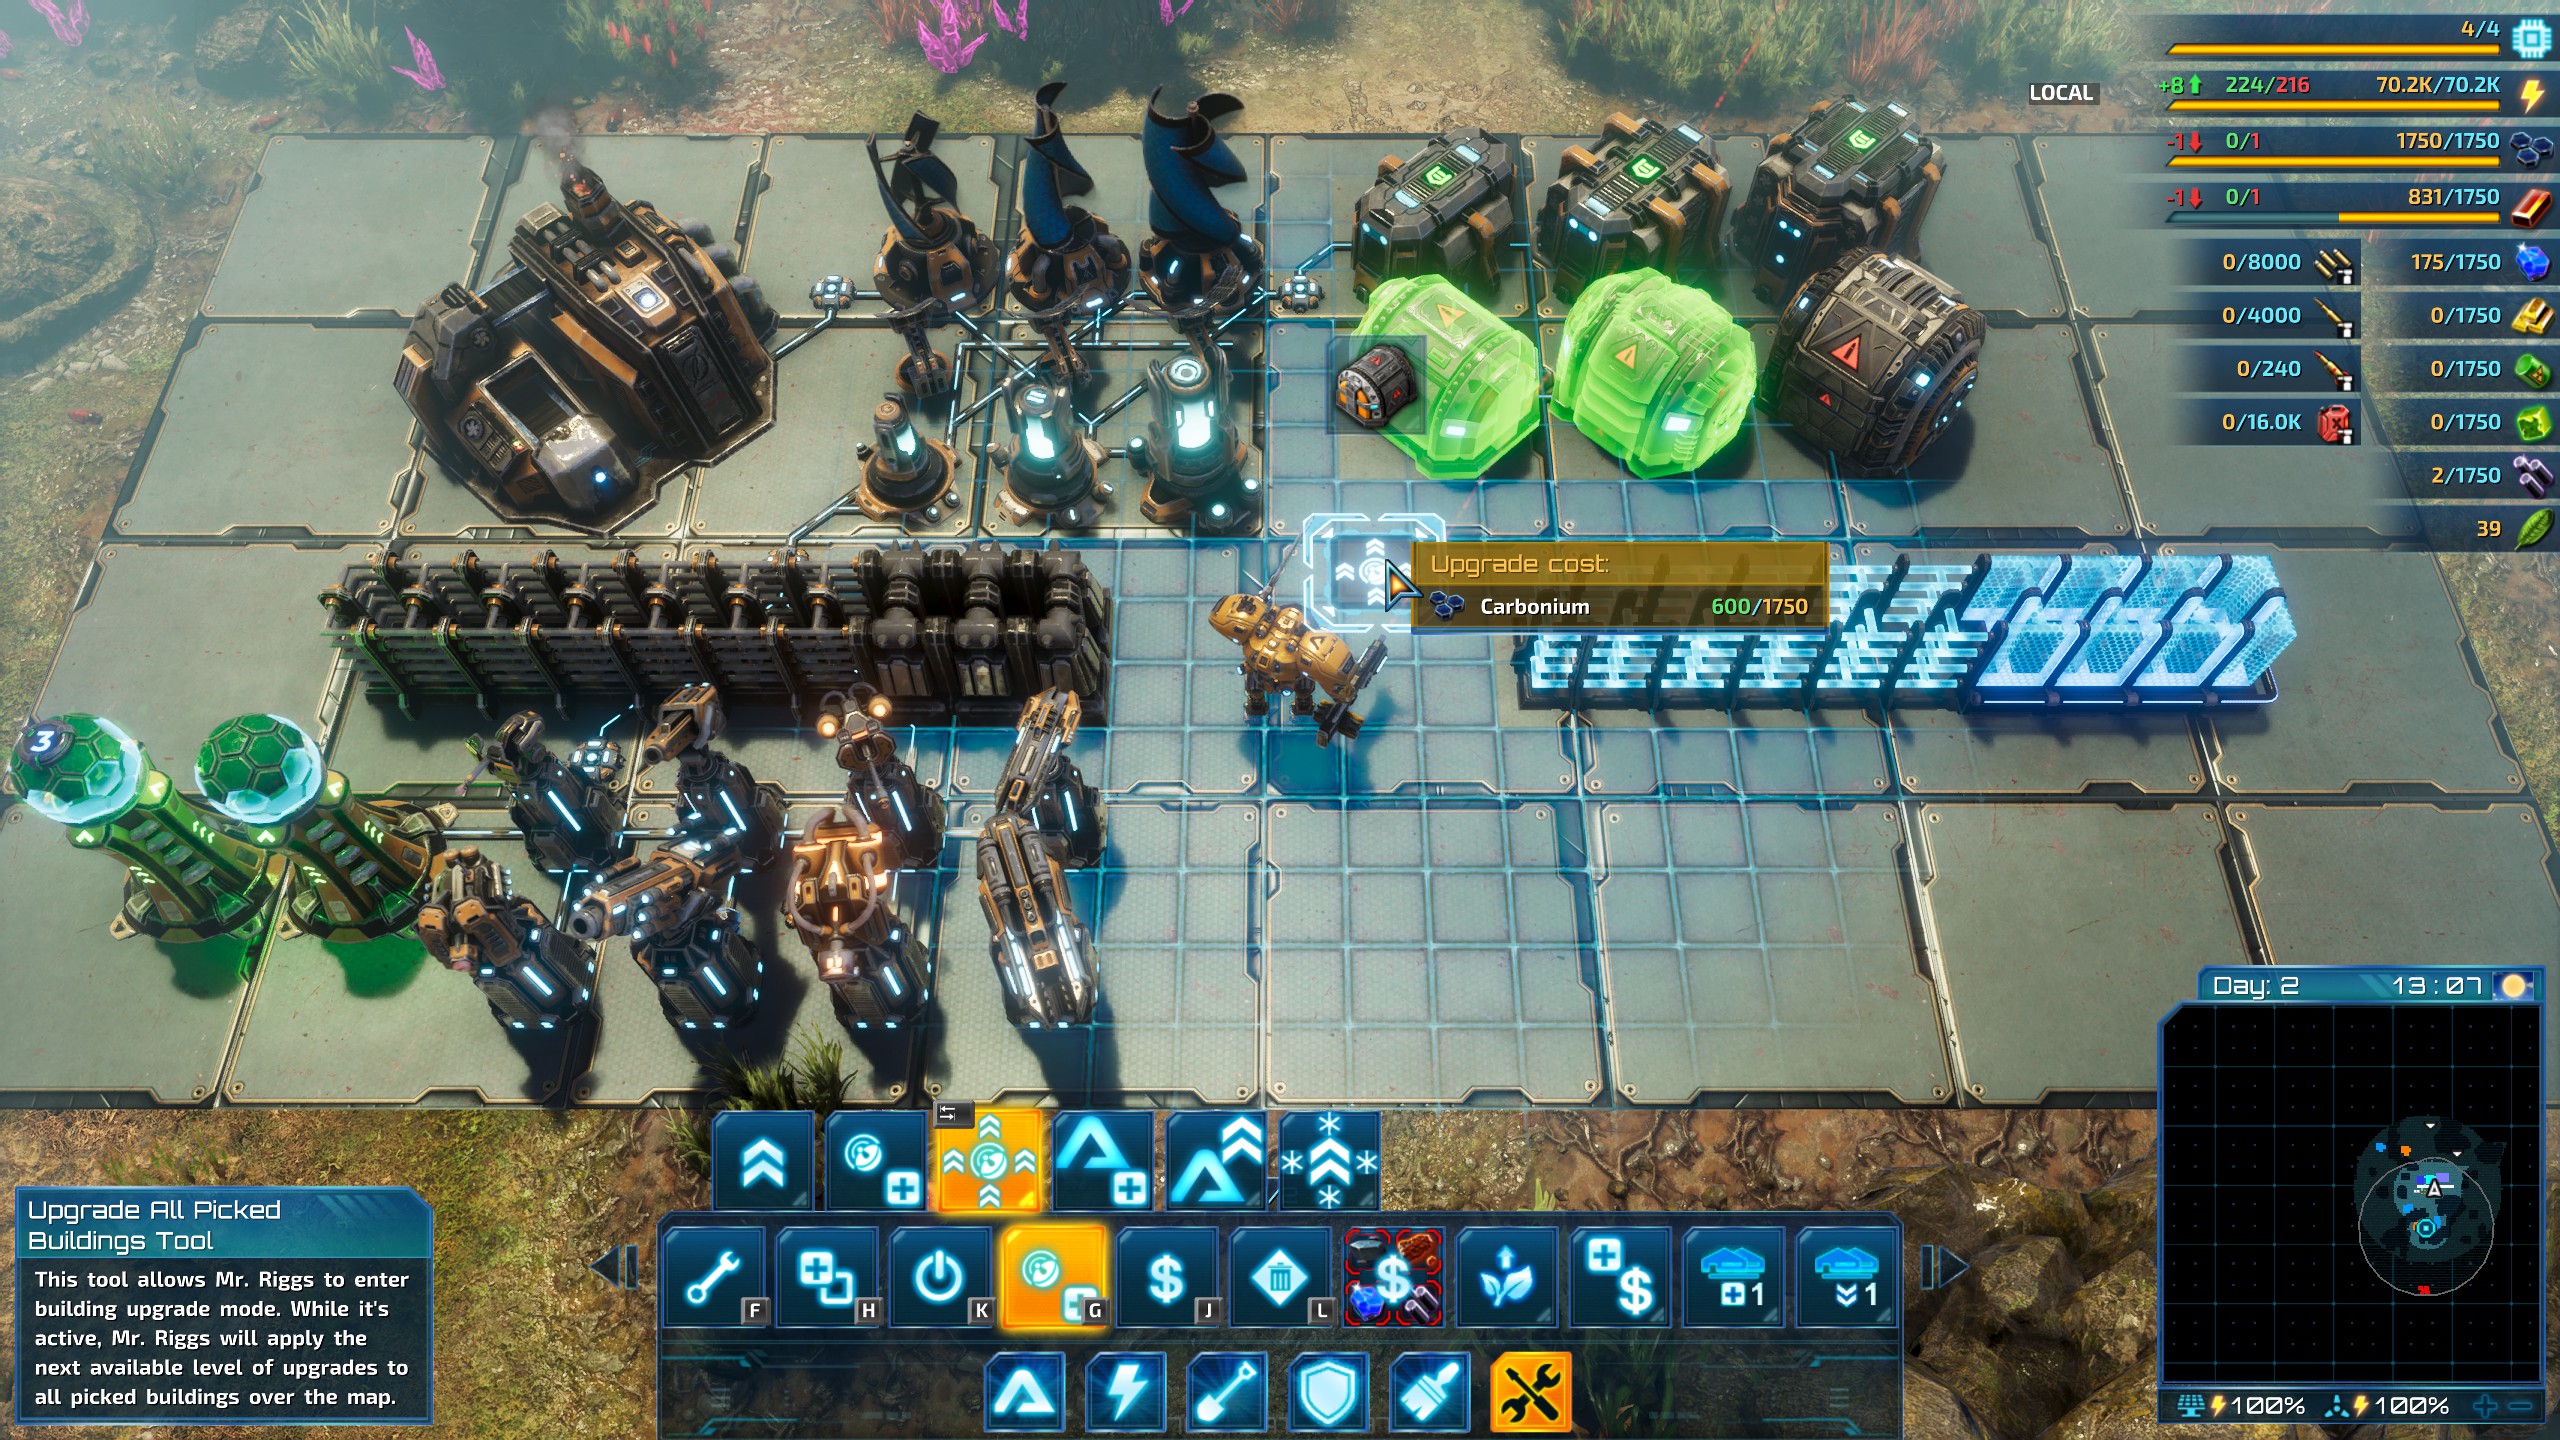 4/4
LOCAL
+8 224/216 70.2K/70.2K
-1 0/1 1750/1750
-1 0/1 831/1750
0/8000 175/1750
0/4000 0/1750
0/240 0/1750
0/16.0K 0/1750
2/1750
39
Upgrade cost:
Carbonium 600/1750
3
Day: 2 13:07
Upgrade All Picked
Buildings Tool
This tool allows Mr. Riggs to enter
building upgrade mode. While it's
active, Mr. Riggs will apply the
next available level of upgrades to
all picked buildings over the map.
F H K G J L 1 1
100% 100%